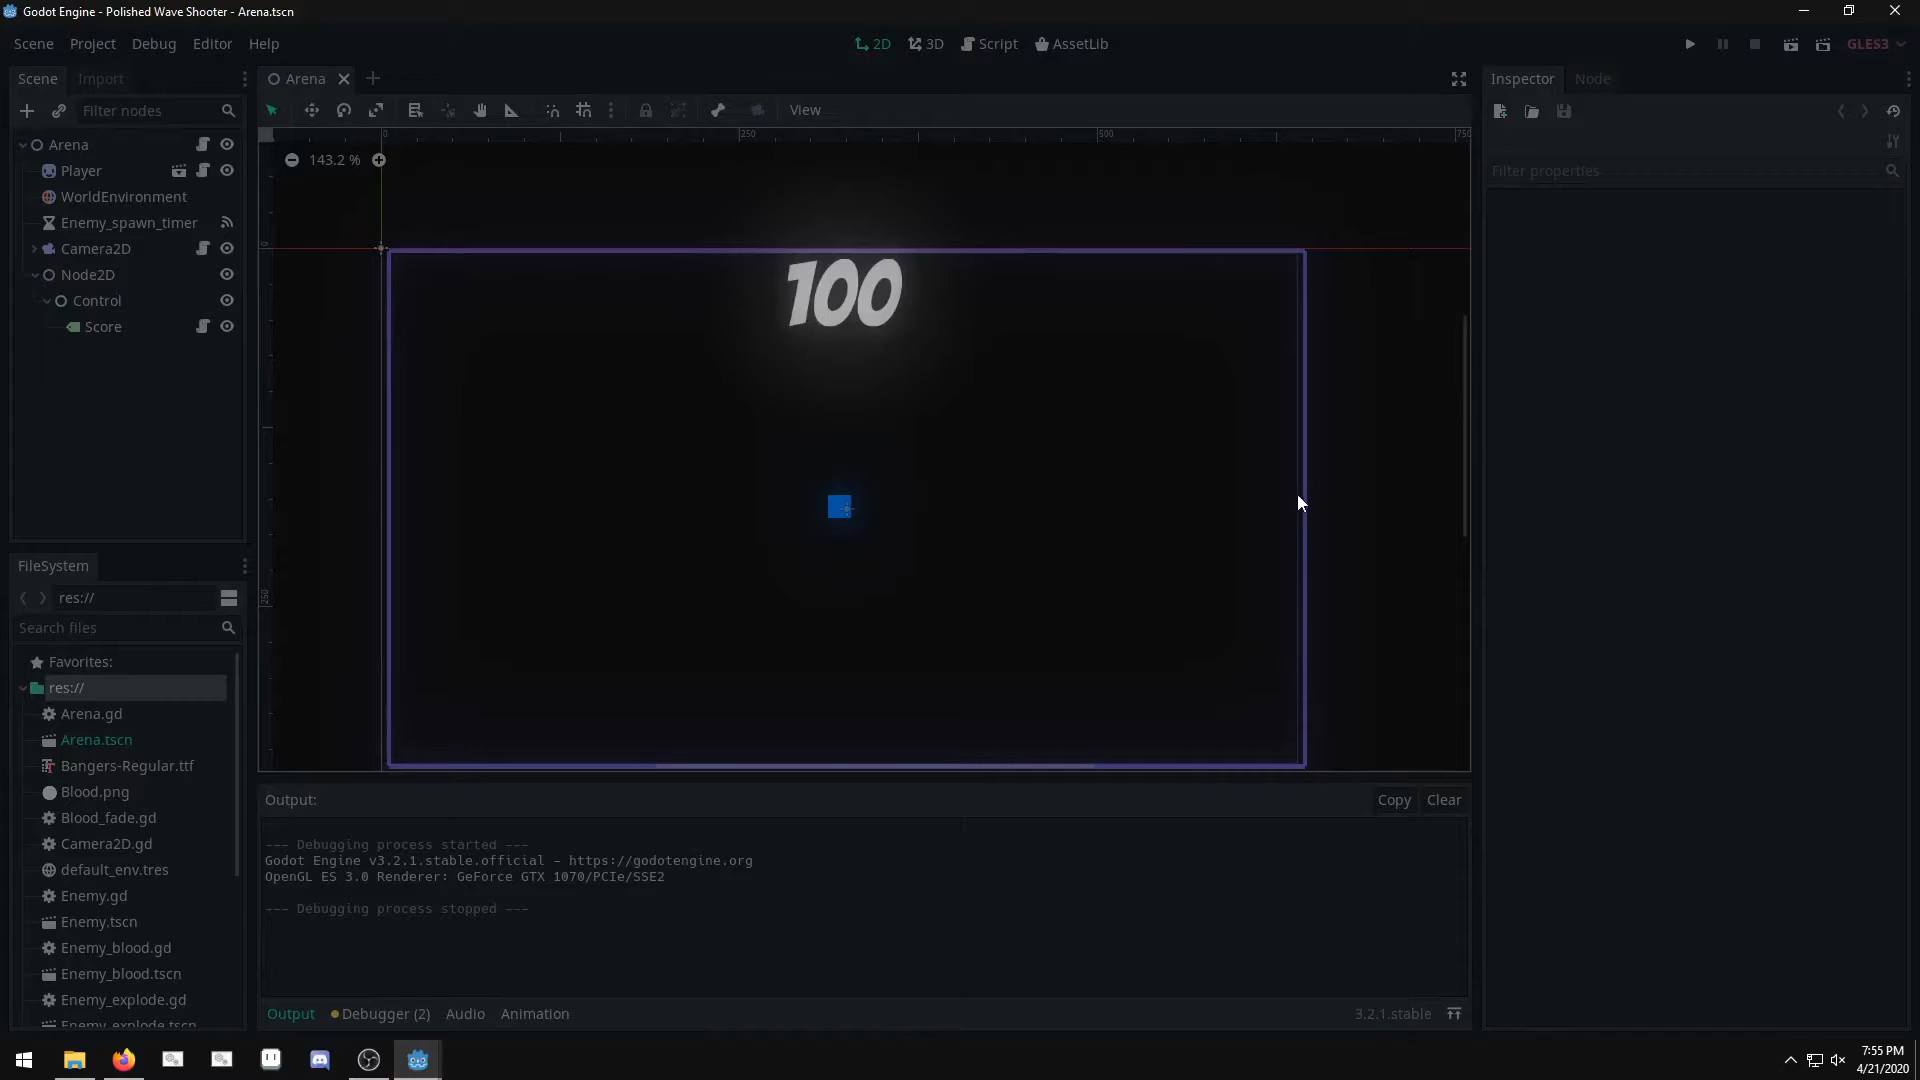 Godot Engine - Polished Wave Shooter - Arena.tscn
Scene Project Debug Editor Help
2D 3D Script AssetLib
GLES3
Scene Import
Arena
Inspector Node
Filter nodes
View
0 250 500 750
143.2 %
Filter properties
Arena
Player
WorldEnvironment
Enemy_spawn_timer
Camera2D
Node2D
Control
Score
0
100
250
FileSystem
res://
Search files
Favorites:
res://
Arena.gd
Arena.tscn
Bangers-Regular.ttf
Blood.png
Blood_fade.gd
Camera2D.gd
default_env.tres
Enemy.gd
Enemy.tscn
Enemy_blood.gd
Enemy_blood.tscn
Enemy_explode.gd
Enemy_explode.tscn
Output:
Copy Clear
--- Debugging process started ---
Godot Engine v3.2.1.stable.official - https://godotengine.org
OpenGL ES 3.0 Renderer: GeForce GTX 1070/PCIe/SSE2
--- Debugging process stopped ---
Output Debugger (2) Audio Animation
3.2.1.stable
7:55 PM
4/21/2020